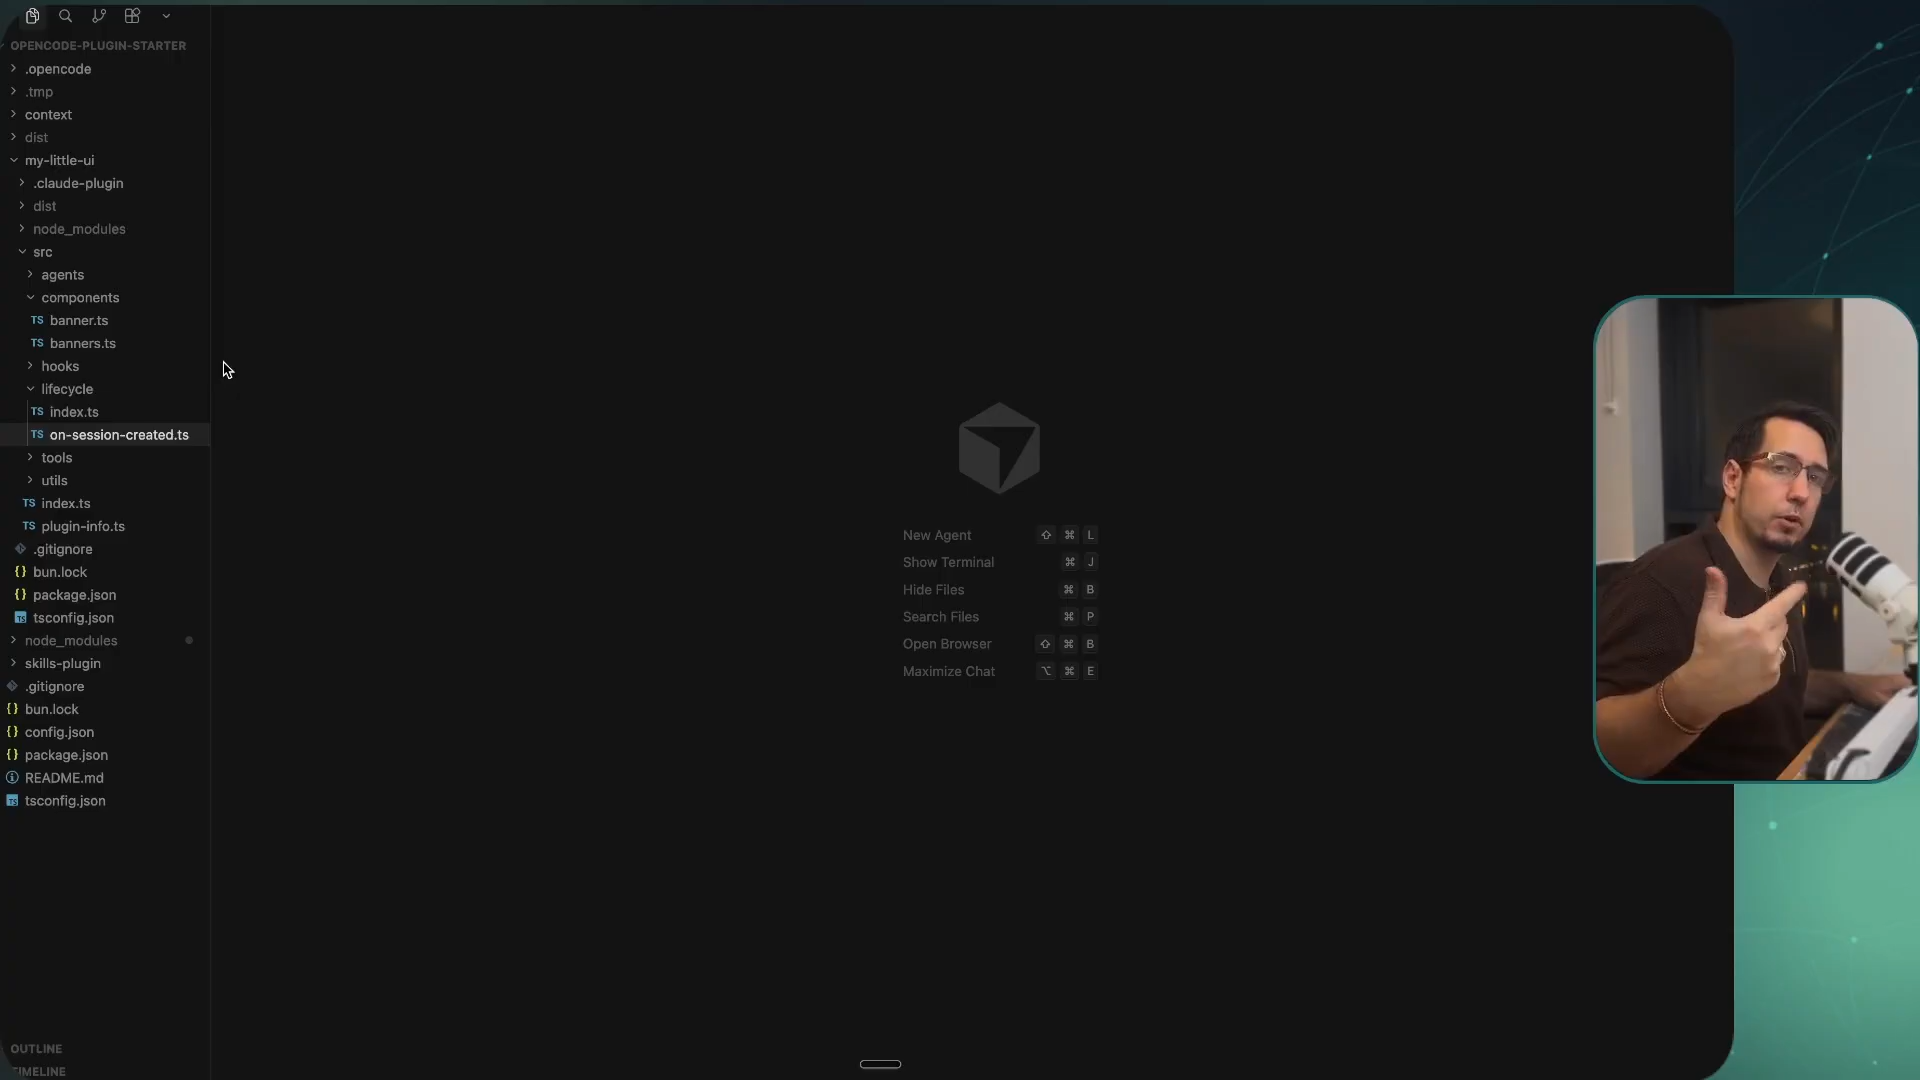 OPENCODE-PLUGIN-STARTER
.opencode
.tmp
context
dist
my-little-ui
.claude-plugin
dist
node_modules
src
agents
components
TS banner.ts
TS banners.ts
hooks
lifecycle
TS index.ts
TS on-session-created.ts
tools
utils
TS index.ts
TS plugin-info.ts
.gitignore
{} bun.lock
{} package.json
TS tsconfig.json
node_modules
skills-plugin
.gitignore
{} bun.lock
{} config.json
{} package.json
README.md
TS tsconfig.json
OUTLINE
TIMELINE
New Agent ⇧ ⌘ L
Show Terminal ⌘ J
Hide Files ⌘ B
Search Files ⌘ P
Open Browser ⇧ ⌘ B
Maximize Chat ⌥ ⌘ E